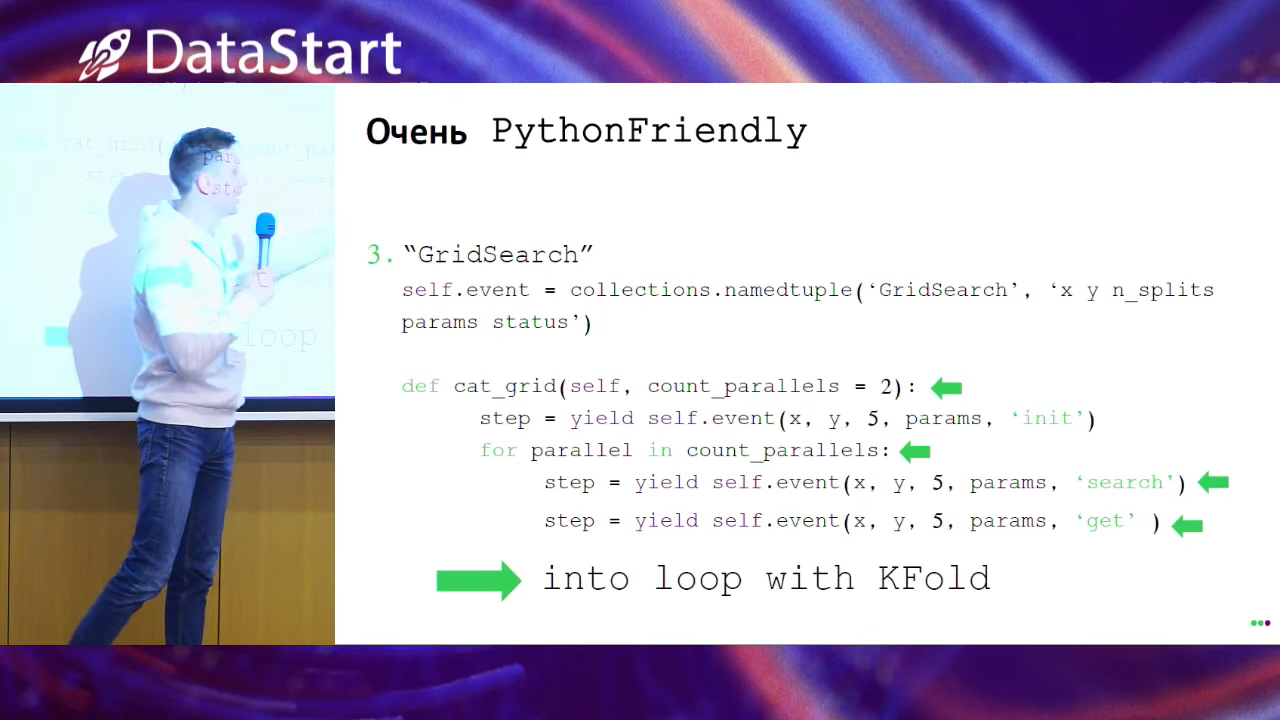 DataStart
Очень PythonFriendly
3. “GridSearch”
self.event = collections.namedtuple(‘GridSearch’, ‘x y n_splits
params status’)
def cat_grid(self, count_parallels = 2):
step = yield self.event(x, y, 5, params, ‘init’)
for parallel in count_parallels:
step = yield self.event(x, y, 5, params, ‘search’)
step = yield self.event(x, y, 5, params, ‘get’ )
into loop with KFold
loop